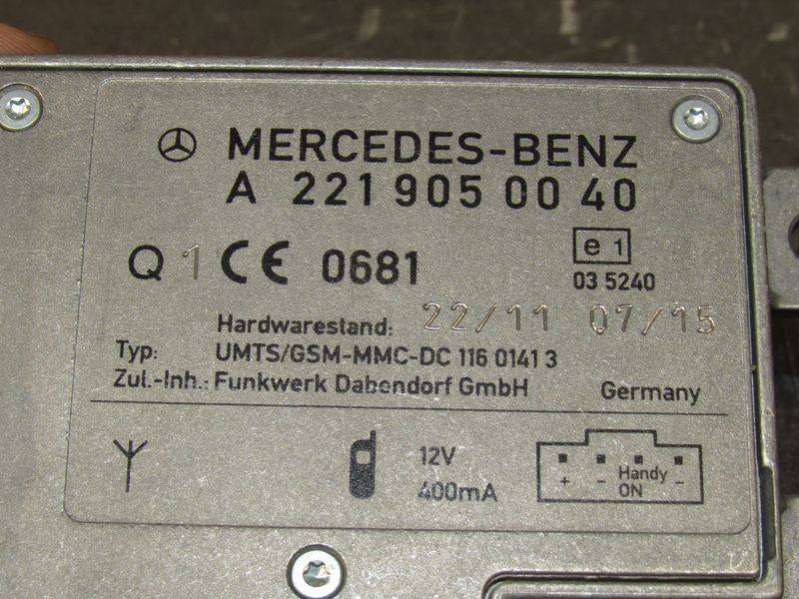 MERCEDES-BENZ
A 221 905 00 40
Q 1 CE 0681
e 1
03 5240
Hardwarestand: 22/11 07/15
Typ: UMTS/GSM-MMC-DC 116 0141 3
Zul.-Inh.: Funkwerk Dabendorf GmbH Germany
12V
400mA
+ - Handy -
ON